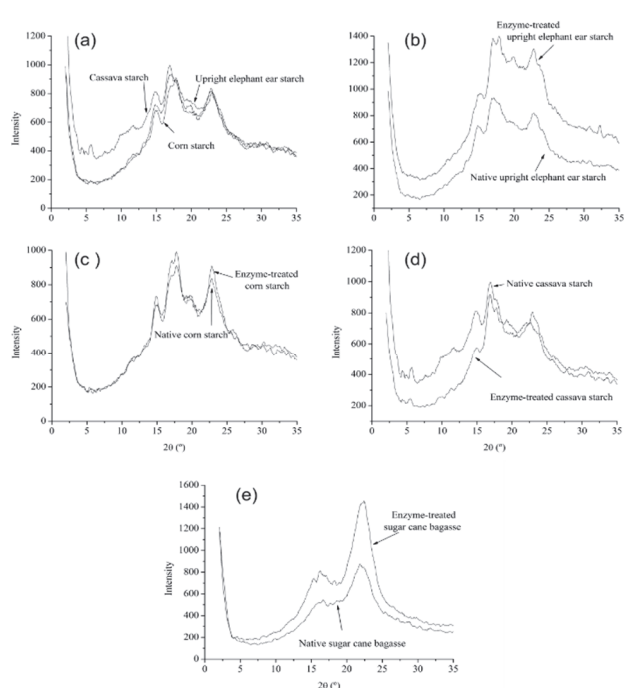 (a)
1200
1000
800
600
400
200
0
Intensity
Cassava starch
Upright elephant ear starch
Corn starch
0 5 10 15 20 25 30 35
(b)
1400
1200
1000
800
600
400
200
0
Intensity
Enzyme-treated
upright elephant ear starch
Native upright elephant ear starch
0 5 10 15 20 25 30 35
(c )
1000
800
600
400
200
0
Intensity
Enzyme-treated
corn starch
Native corn starch
0 5 10 15 20 25 30 35
2θ (º)
(d)
1200
1000
800
600
400
200
Intensity
Native cassava starch
Enzyme-treated cassava starch
0 5 10 15 20 25 30 35
2θ (º)
(e)
1600
1400
1200
1000
800
600
400
200
0
Intensity
Enzyme-treated
sugar cane bagasse
Native sugar cane bagasse
0 5 10 15 20 25 30 35
2θ (º)